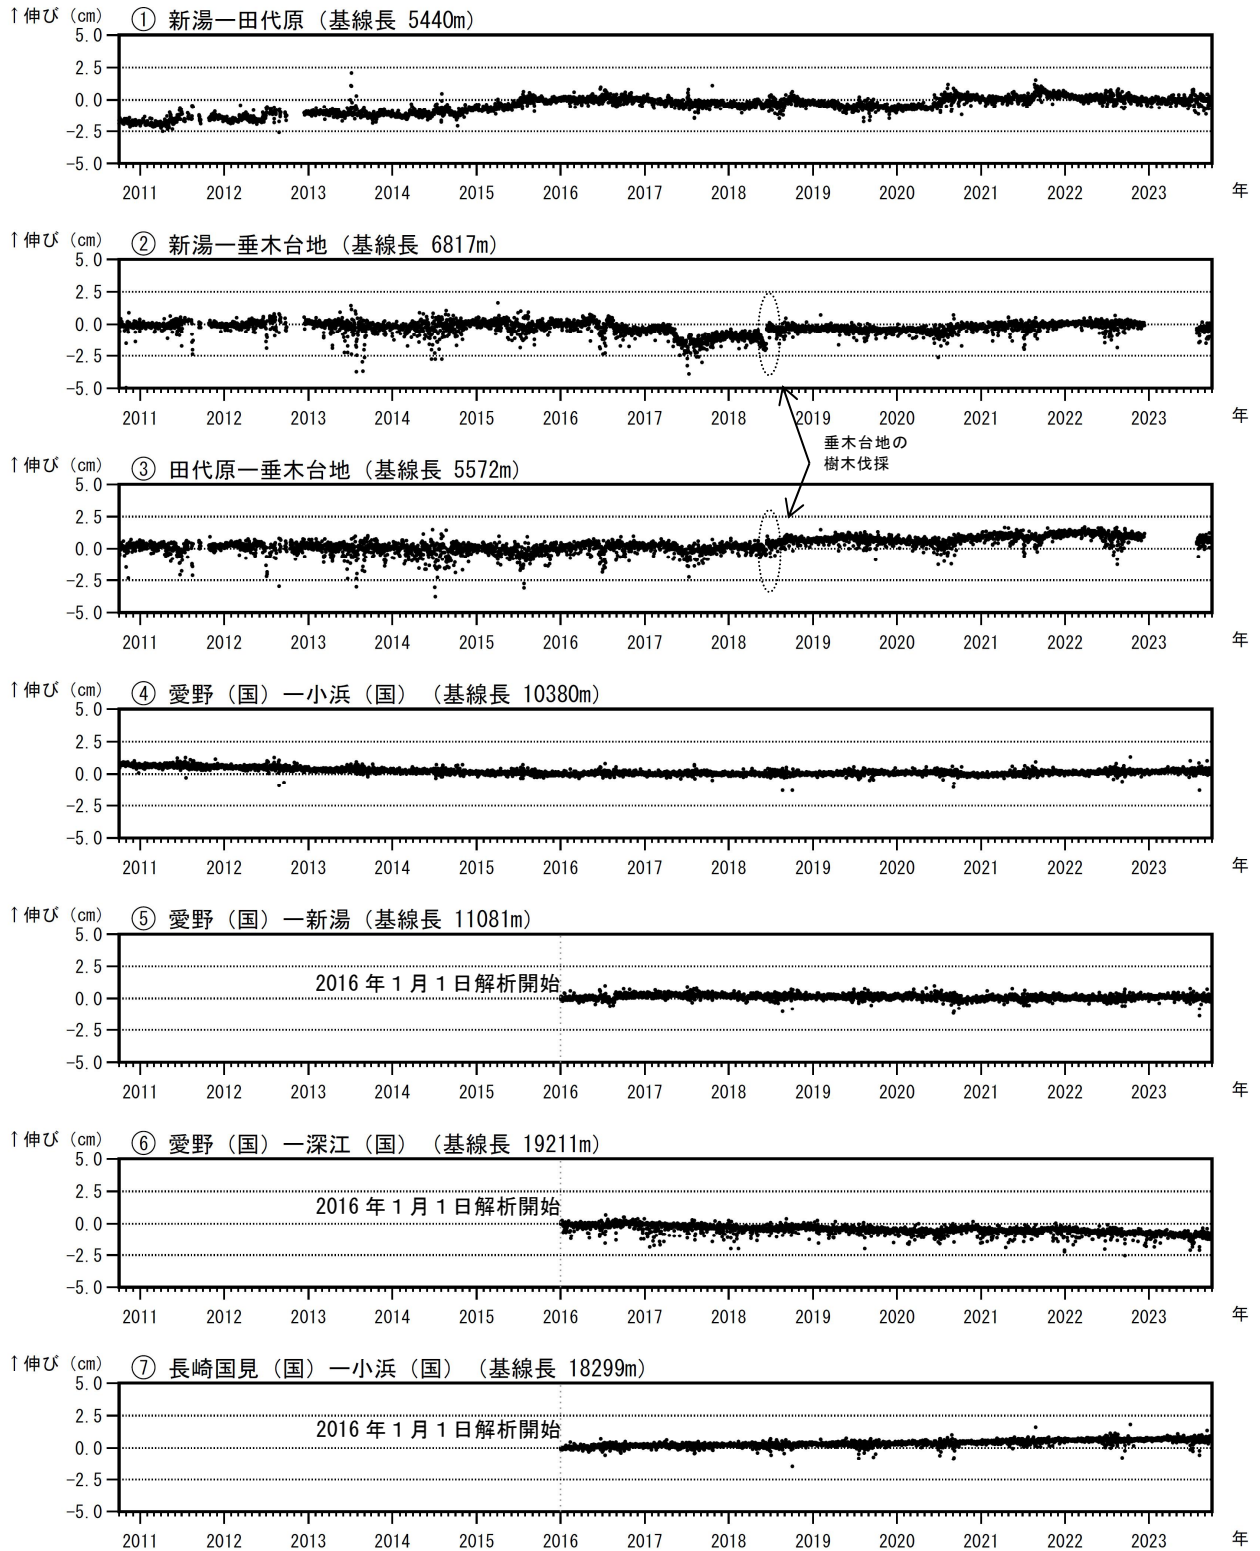 ↑伸び (cm) ① 新湯ー田代原（基線長 5440m）
5.0
2.5
0.0
−2.5
−5.0
2011 2012 2013 2014 2015 2016 2017 2018 2019 2020 2021 2022 2023 年
↑伸び (cm) ② 新湯ー垂木台地（基線長 6817m）
5.0
2.5
0.0
−2.5
−5.0
2011 2012 2013 2014 2015 2016 2017 2018 2019 2020 2021 2022 2023 年
垂木台地の
樹木伐採
↑伸び (cm) ③ 田代原ー垂木台地（基線長 5572m）
5.0
2.5
0.0
−2.5
−5.0
2011 2012 2013 2014 2015 2016 2017 2018 2019 2020 2021 2022 2023 年
↑伸び (cm) ④ 愛野（国）ー小浜（国）（基線長 10380m）
5.0
2.5
0.0
−2.5
−5.0
2011 2012 2013 2014 2015 2016 2017 2018 2019 2020 2021 2022 2023 年
↑伸び (cm) ⑤ 愛野（国）ー新湯（基線長 11081m）
5.0
2.5
2016 年１月１日解析開始
0.0
−2.5
−5.0
2011 2012 2013 2014 2015 2016 2017 2018 2019 2020 2021 2022 2023 年
↑伸び (cm) ⑥ 愛野（国）ー深江（国）（基線長 19211m）
5.0
2.5
2016 年１月１日解析開始
0.0
−2.5
−5.0
2011 2012 2013 2014 2015 2016 2017 2018 2019 2020 2021 2022 2023 年
↑伸び (cm) ⑦ 長崎国見（国）ー小浜（国）（基線長 18299m）
5.0
2.5
2016 年１月１日解析開始
0.0
−2.5
−5.0
2011 2012 2013 2014 2015 2016 2017 2018 2019 2020 2021 2022 2023 年